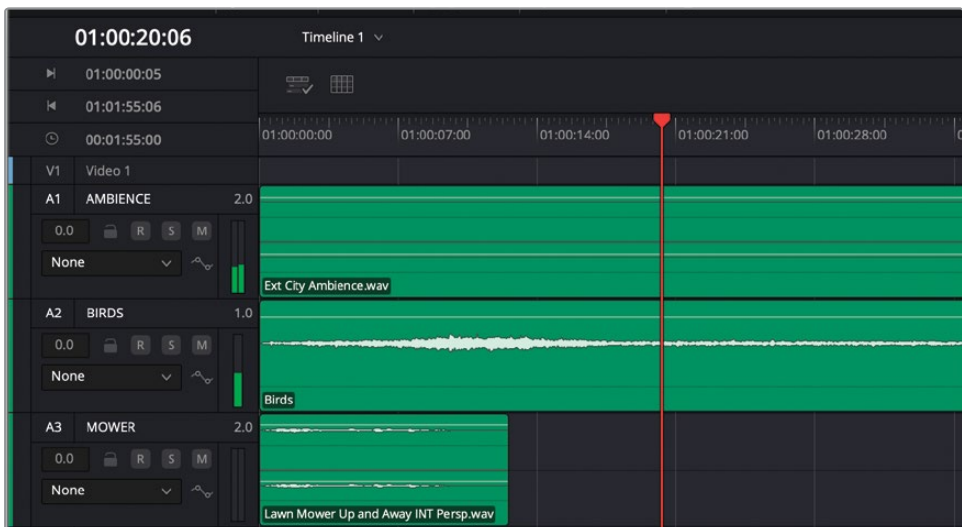 01:00:20:06
Timeline 1
01:00:00:05
01:01:55:06
00:01:55:00
01:00:00:00 01:00:07:00 01:00:14:00 01:00:21:00 01:00:28:00
V1 Video 1
A1 AMBIENCE 2.0
0.0 R S M
None
Ext City Ambience.wav
A2 BIRDS 1.0
0.0 R S M
None
Birds
A3 MOWER 2.0
0.0 R S M
None
Lawn Mower Up and Away INT Persp.wav